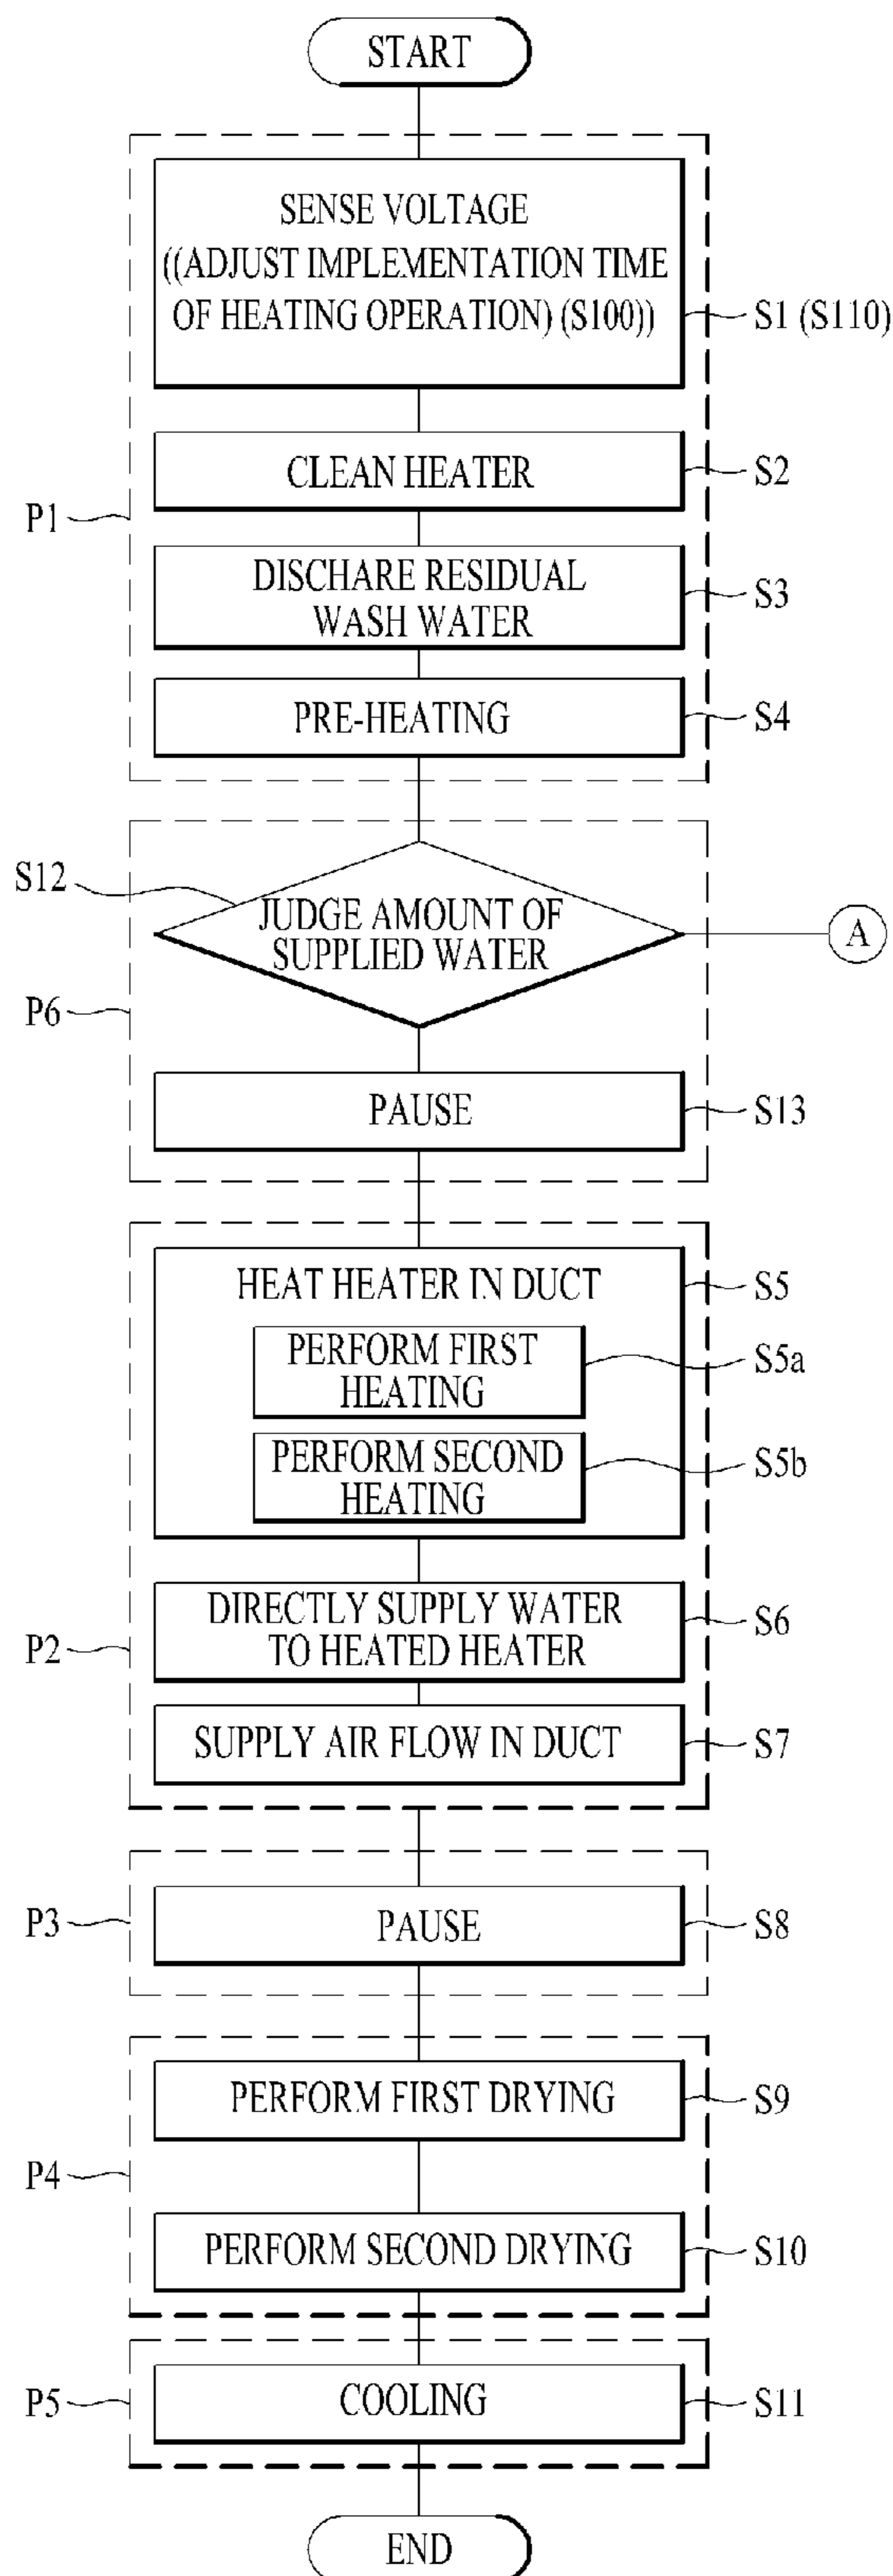 START
SENSE VOLTAGE
((ADJUST IMPLEMENTATION TIME
OF HEATING OPERATION) (S100))
S1 (S110)
CLEAN HEATER
S2
P1
DISCHARE RESIDUAL
WASH WATER
S3
PRE-HEATING
S4
S12
JUDGE AMOUNT OF
SUPPLIED WATER
A
P6
PAUSE
S13
HEAT HEATER IN DUCT
S5
PERFORM FIRST
HEATING
S5a
PERFORM SECOND
HEATING
S5b
DIRECTLY SUPPLY WATER
TO HEATED HEATER
S6
P2
SUPPLY AIR FLOW IN DUCT
S7
P3
PAUSE
S8
PERFORM FIRST DRYING
S9
P4
PERFORM SECOND DRYING
S10
P5
COOLING
S11
END